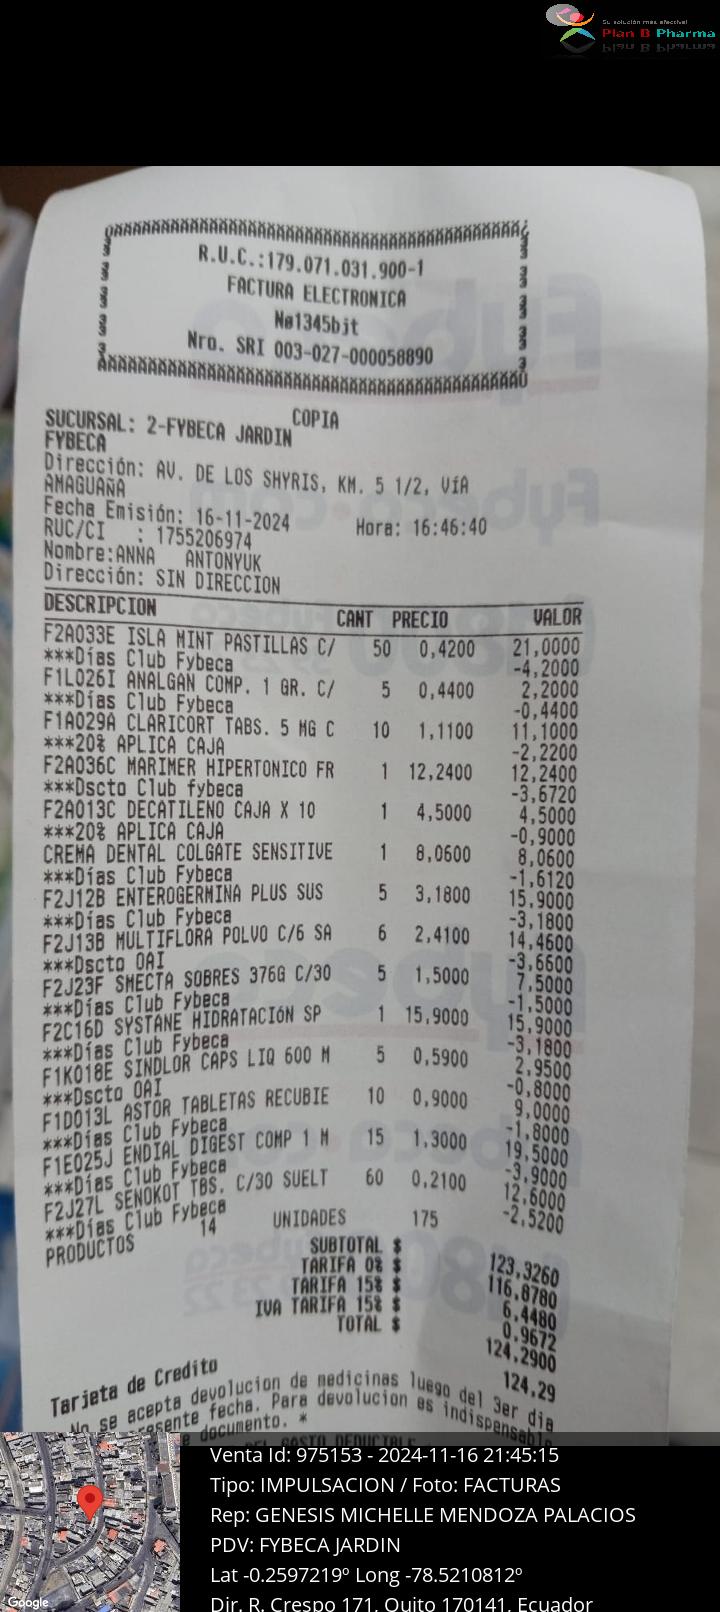 Su solución más efectiva!
Plan B Pharma
R.U.C.:179.071.031.900-1
FACTURA ELECTRONICA
Nø1345bjt
Nro. SRI 003-027-000058890
COPIA
SUCURSAL: 2-FYBECA JARDIN
FYBECA
Dirección: AV. DE LOS SHYRIS, KM. 5 1/2, VíA
AMAGUAÑA
Fecha Emisión: 16-11-2024 Hora: 16:46:40
RUC/CI : 1755206974
Nombre:ANNA ANTONYUK
Dirección: SIN DIRECCION
DESCRIPCION CANT PRECIO VALOR
F2A033E ISLA MINT PASTILLAS C/ 50 0,4200 21,0000
***Días Club Fybeca -4,2000
F1L026I ANALGAN COMP. 1 GR. C/ 5 0,4400 2,2000
***Días Club Fybeca -0,4400
F1A029A CLARICORT TABS. 5 MG C 10 1,1100 11,1000
***20% APLICA CAJA -2,2200
F2A036C MARIMER HIPERTONICO FR 1 12,2400 12,2400
***Dscto Club fybeca -3,6720
F2A013C DECATILENO CAJA X 10 1 4,5000 4,5000
***20% APLICA CAJA -0,9000
CREMA DENTAL COLGATE SENSITIVE 1 8,0600 8,0600
***Días Club Fybeca -1,6120
F2J12B ENTEROGERMINA PLUS SUS 5 3,1800 15,9000
***Días Club Fybeca -3,1800
F2J13B MULTIFLORA POLVO C/6 SA 6 2,4100 14,4600
***Dscto OAI -3,6600
F2J23F SMECTA SOBRES 376G C/30 5 1,5000 7,5000
***Días Club Fybeca -1,5000
F2C16D SYSTANE HIDRATACIóN SP 1 15,9000 15,9000
***Días Club Fybeca -3,1800
F1K018E SINDLOR CAPS LIQ 600 M 5 0,5900 2,9500
***Dscto OAI -0,8000
F1D013L ASTOR TABLETAS RECUBIE 10 0,9000 9,0000
***Días Club Fybeca -1,8000
F1E025J ENDIAL DIGEST COMP 1 M 15 1,3000 19,5000
***Días Club Fybeca -3,9000
F2J27L SENOKOT TBS. C/30 SUELT 60 0,2100 12,6000
***Días Club Fybeca -2,5200
PRODUCTOS 14 UNIDADES 175
SUBTOTAL $ 123,3260
TARIFA 0% $ 116,8780
TARIFA 15% $ 6,4480
IVA TARIFA 15% $ 0,9672
TOTAL $ 124,2900
Tarjeta de Credito 124,29
No se acepta devolucion de medicinas luego del 3er dia
presente fecha. Para devolucion es indispensable
documento. *
GASTO DEDUCTBLE
Venta Id: 975153 - 2024-11-16 21:45:15
Tipo: IMPULSACION / Foto: FACTURAS
Rep: GENESIS MICHELLE MENDOZA PALACIOS
PDV: FYBECA JARDIN
Lat -0.2597219º Long -78.5210812º
Dir. R. Crespo 171, Quito 170141, Ecuador
Google